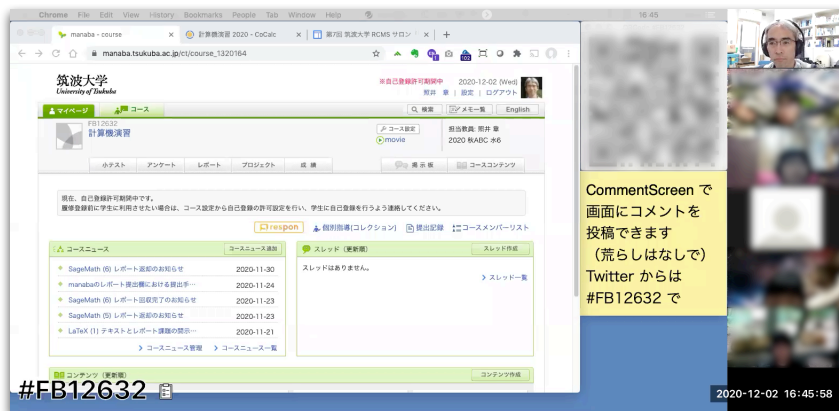 Chrome File Edit View History Bookmarks People Tab Window Help
16:45
manaba - course
計算機演習 2020 - CoCalc
第7回 筑波大学 RCMS サロン
manaba.tsukuba.ac.jp/ct/course_1320164
筑波大学
University of Tsukuba
※自己登録許可期間中 2020-12-02 (Wed)
照井 章 | 設定 | ログアウト
マイページ コース
検索 メモ一覧 English
FB12632
計算機演習
コース設定
movie
担当教員: 照井 章
2020 秋ABC 水6
小テスト アンケート レポート プロジェクト 成績 掲示板 コースコンテンツ
現在、自己登録許可期間中です。
履修登録前に学生に利用させたい場合は、コース設定から自己登録の許可設定を行い、学生に自己登録を行うよう連絡してください。
respon 個別指導(コレクション) 提出記録 コースメンバーリスト
コースニュース コースニュース追加
SageMath (6) レポート返却のお知らせ 2020-11-30
manabaのレポート提出欄における提出手… 2020-11-24
SageMath (6) レポート回収完了のお知らせ 2020-11-23
SageMath (5) レポート返却のお知らせ 2020-11-23
LaTeX (1) テキストとレポート課題の開示… 2020-11-21
コースニュース管理 コースニュース一覧
スレッド（更新順） スレッド作成
スレッドはありません。
スレッド一覧
コンテンツ（更新順） コンテンツ作成
CommentScreen で
画面にコメントを
投稿できます
（荒らしはなしで）
Twitter からは
#FB12632 で
#FB12632
2020-12-02 16:45:58